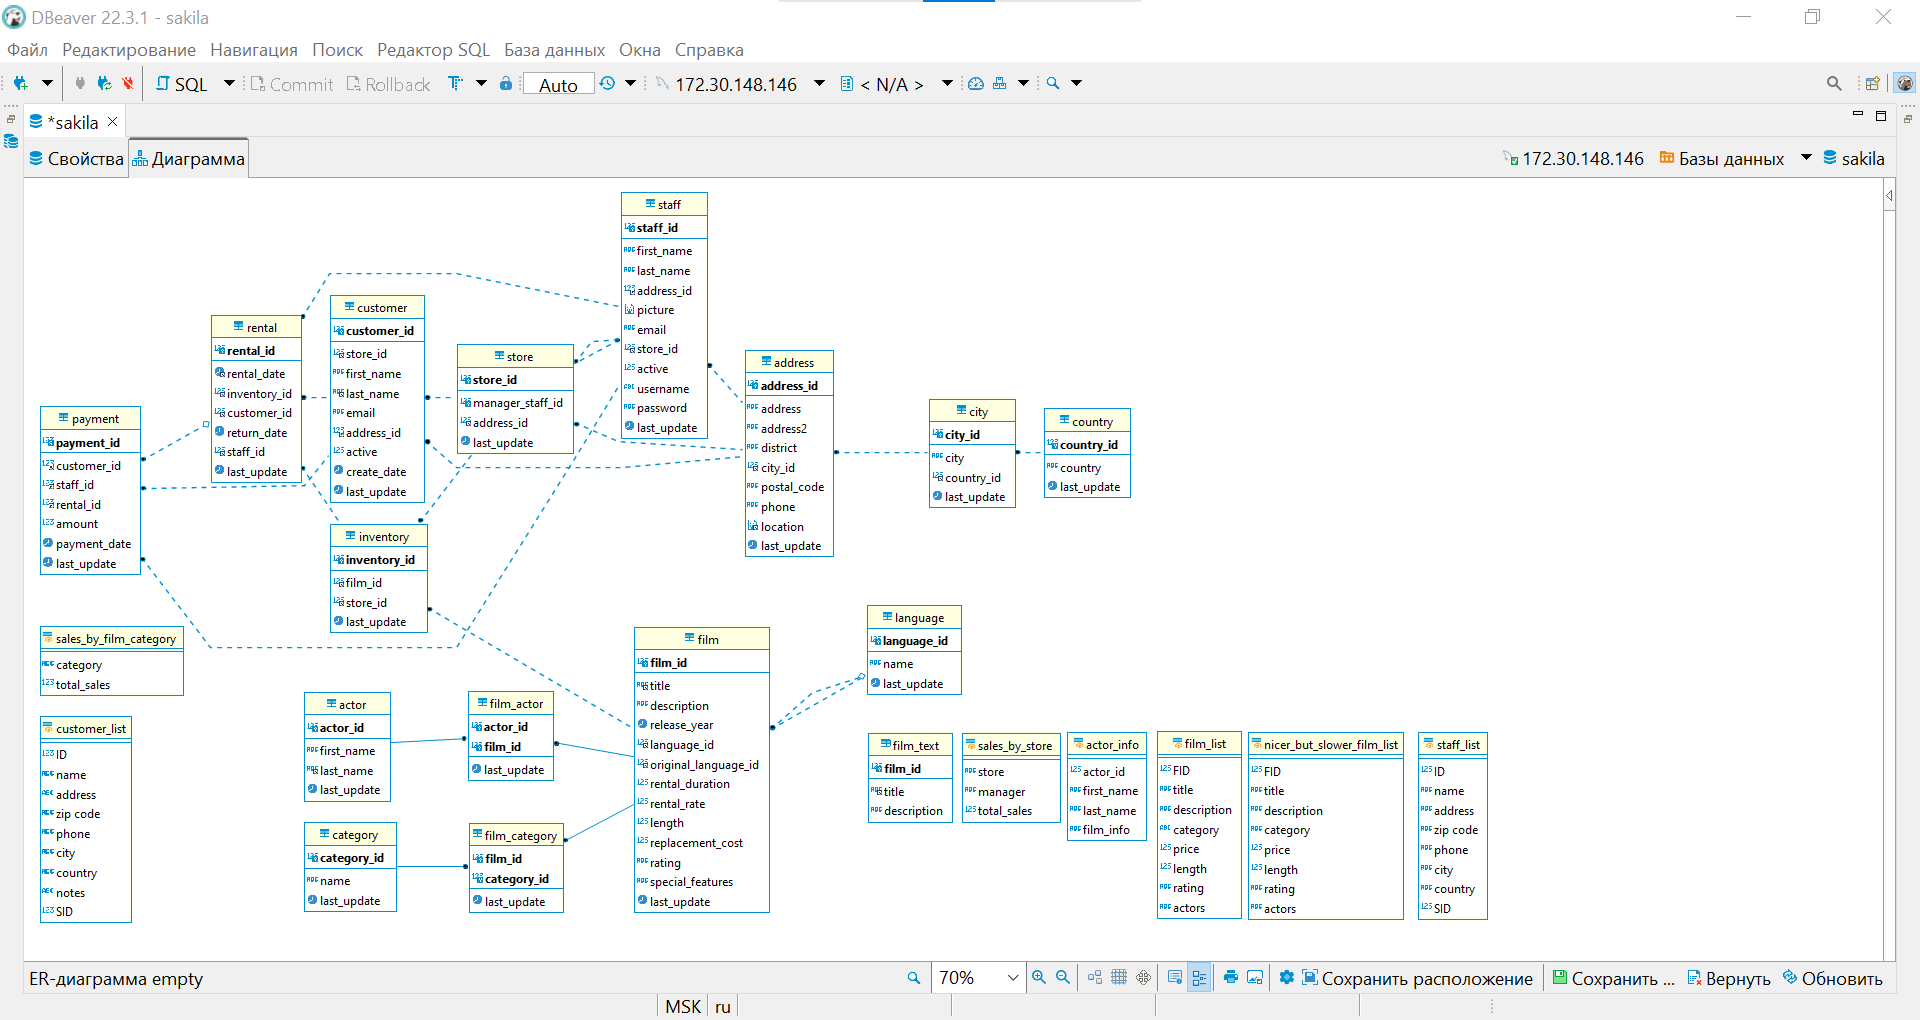 DBeaver 22.3.1 - sakila
Файл Редактирование Навигация Поиск Редактор SQL База данных Окна Справка
SQL Commit Rollback Auto 172.30.148.146 < N/A >
*sakila
Свойства Диаграмма 172.30.148.146 Базы данных sakila
staff
staff_id
first_name
last_name
address_id
picture
email
store_id
active
username
password
last_update
customer
customer_id
store_id
first_name
last_name
email
address_id
active
create_date
last_update
rental
rental_id
rental_date
inventory_id
customer_id
return_date
staff_id
last_update
store
store_id
manager_staff_id
address_id
last_update
address
address_id
address
address2
district
city_id
postal_code
phone
location
last_update
city
city_id
city
country_id
last_update
country
country_id
country
last_update
payment
payment_id
customer_id
staff_id
rental_id
amount
payment_date
last_update
inventory
inventory_id
film_id
store_id
last_update
sales_by_film_category
category
total_sales
film
film_id
title
description
release_year
language_id
original_language_id
rental_duration
rental_rate
length
replacement_cost
rating
special_features
last_update
language
language_id
name
last_update
actor
actor_id
first_name
last_name
last_update
film_actor
actor_id
film_id
last_update
customer_list
ID
name
address
zip code
phone
city
country
notes
SID
category
category_id
name
last_update
film_category
film_id
category_id
last_update
film_text
film_id
title
description
sales_by_store
store
manager
total_sales
actor_info
actor_id
first_name
last_name
film_info
film_list
FID
title
description
category
price
length
rating
actors
nicer_but_slower_film_list
FID
title
description
category
price
length
rating
actors
staff_list
ID
name
address
zip code
phone
city
country
SID
ER-диаграмма empty 70% Сохранить расположение Сохранить ... Вернуть Обновить
MSK ru